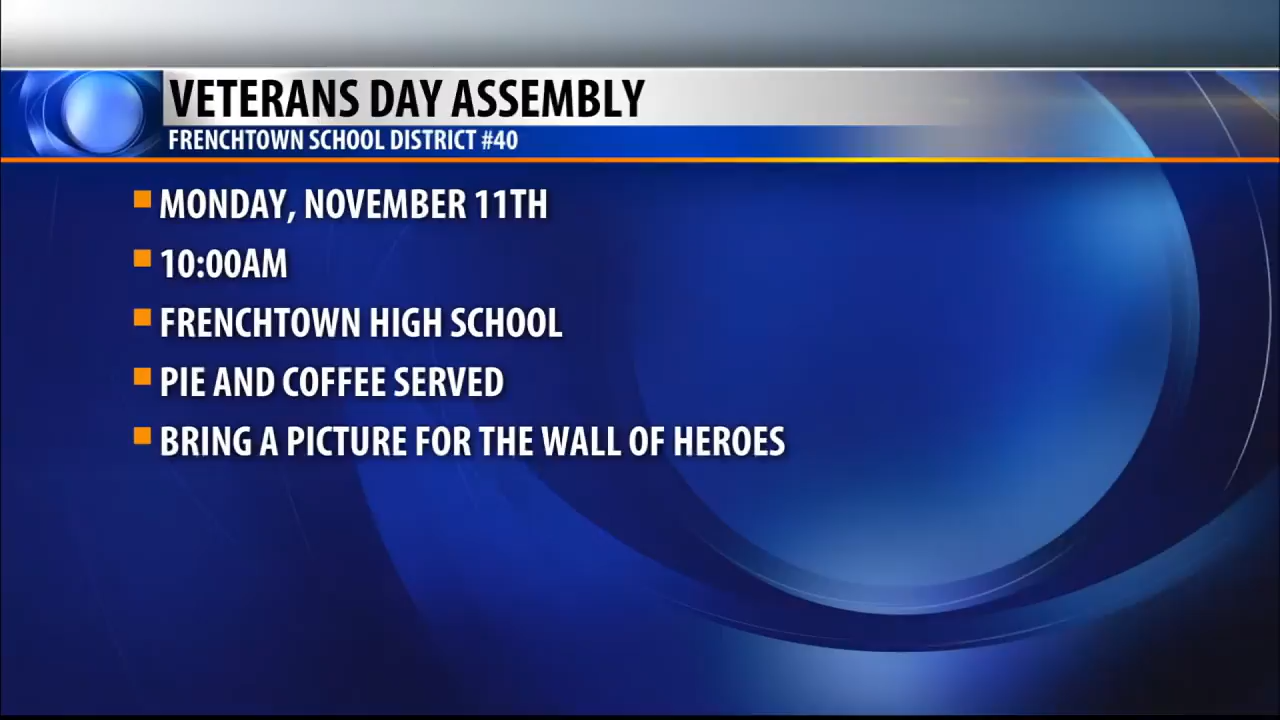 VETERANS DAY ASSEMBLY
FRENCHTOWN SCHOOL DISTRICT #40
MONDAY, NOVEMBER 11TH
10:00AM
FRENCHTOWN HIGH SCHOOL
PIE AND COFFEE SERVED
BRING A PICTURE FOR THE WALL OF HEROES